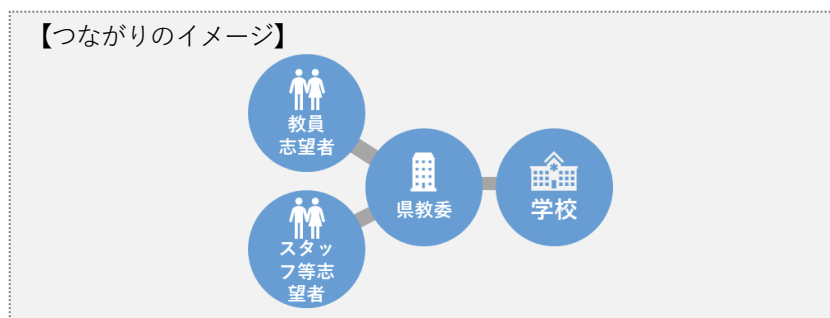 【つながりのイメージ】
教員
志望者
県教委
学校
スタッ
フ等志
望者